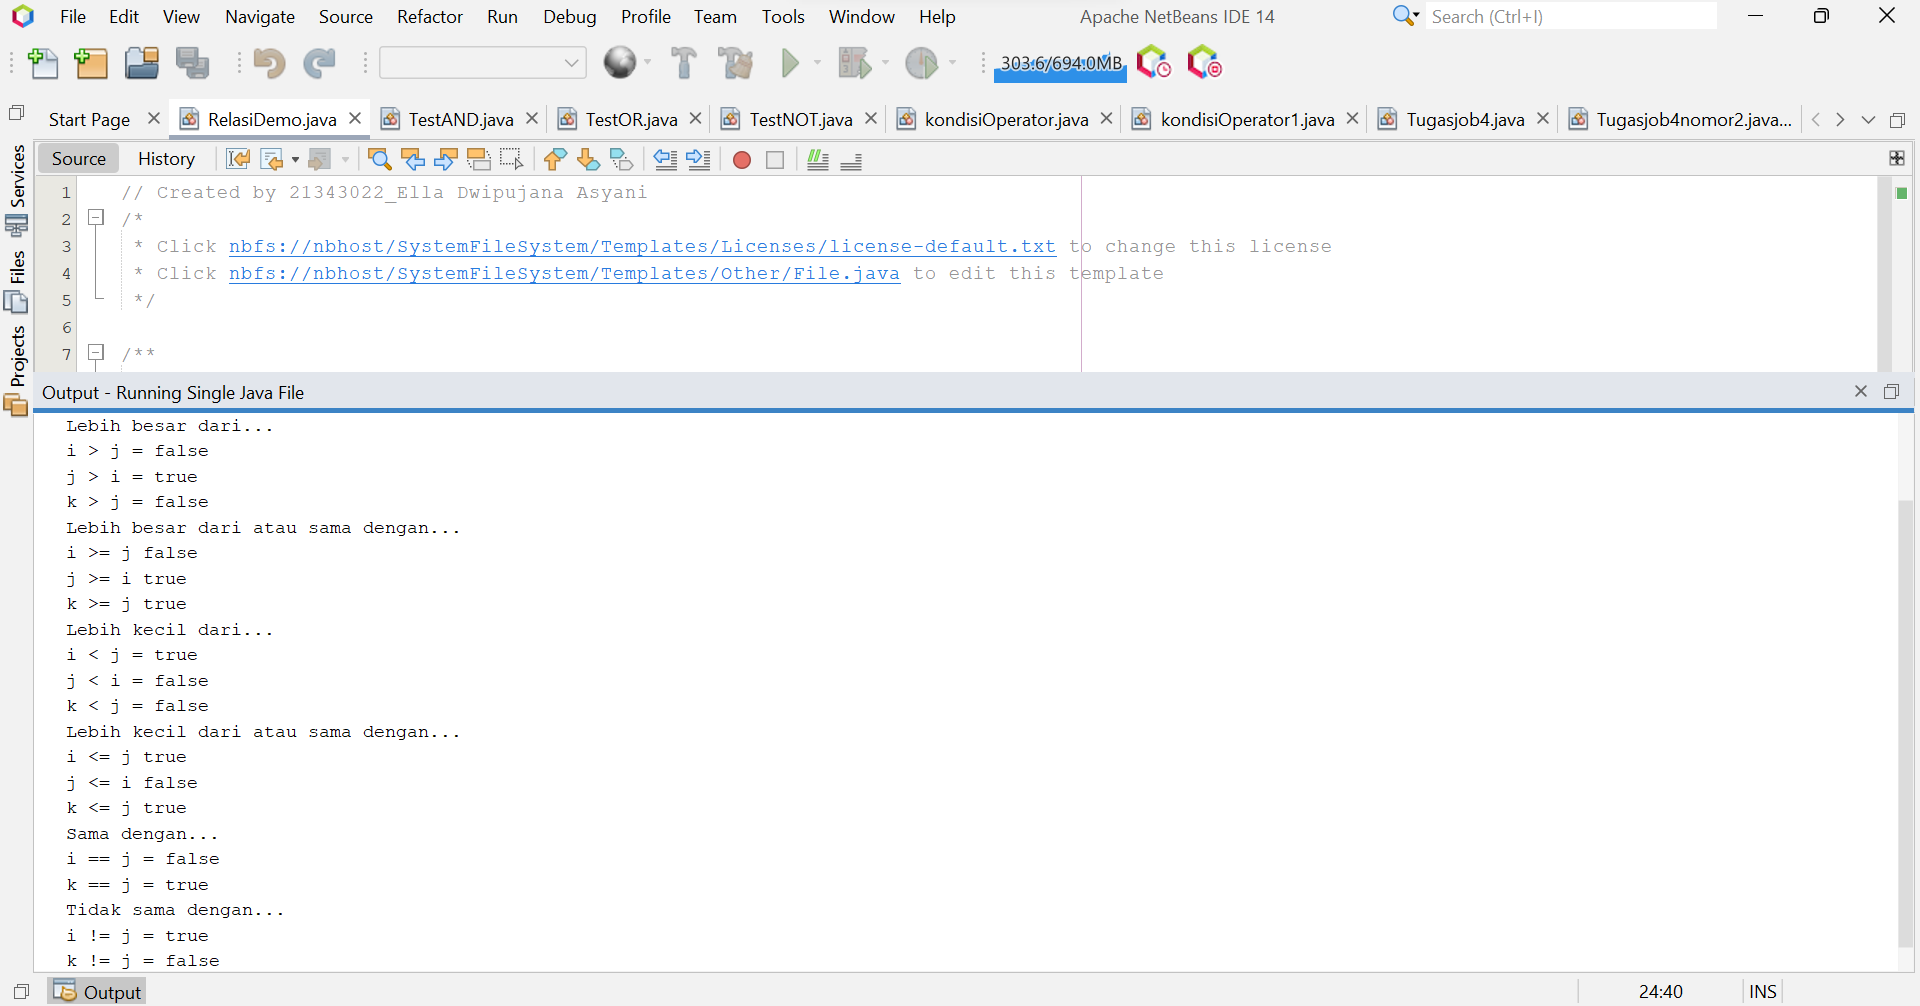 File Edit View Navigate Source Refactor Run Debug Profile Team Tools Window Help Apache NetBeans IDE 14 Search (Ctrl+I)
303.6/694.0MB
Start Page RelasiDemo.java TestAND.java TestOR.java TestNOT.java kondisiOperator.java kondisiOperator1.java Tugasjob4.java Tugasjob4nomor2.java...
Source History
Services
Files
Projects
1 // Created by 21343022_Ella Dwipujana Asyani
2 /*
3 * Click nbfs://nbhost/SystemFileSystem/Templates/Licenses/license-default.txt to change this license
4 * Click nbfs://nbhost/SystemFileSystem/Templates/Other/File.java to edit this template
5 */
6
7 /**
Output - Running Single Java File
Lebih besar dari...
i > j = false
j > i = true
k > j = false
Lebih besar dari atau sama dengan...
i >= j false
j >= i true
k >= j true
Lebih kecil dari...
i < j = true
j < i = false
k < j = false
Lebih kecil dari atau sama dengan...
i <= j true
j <= i false
k <= j true
Sama dengan...
i == j = false
k == j = true
Tidak sama dengan...
i != j = true
k != j = false
Output 24:40 INS